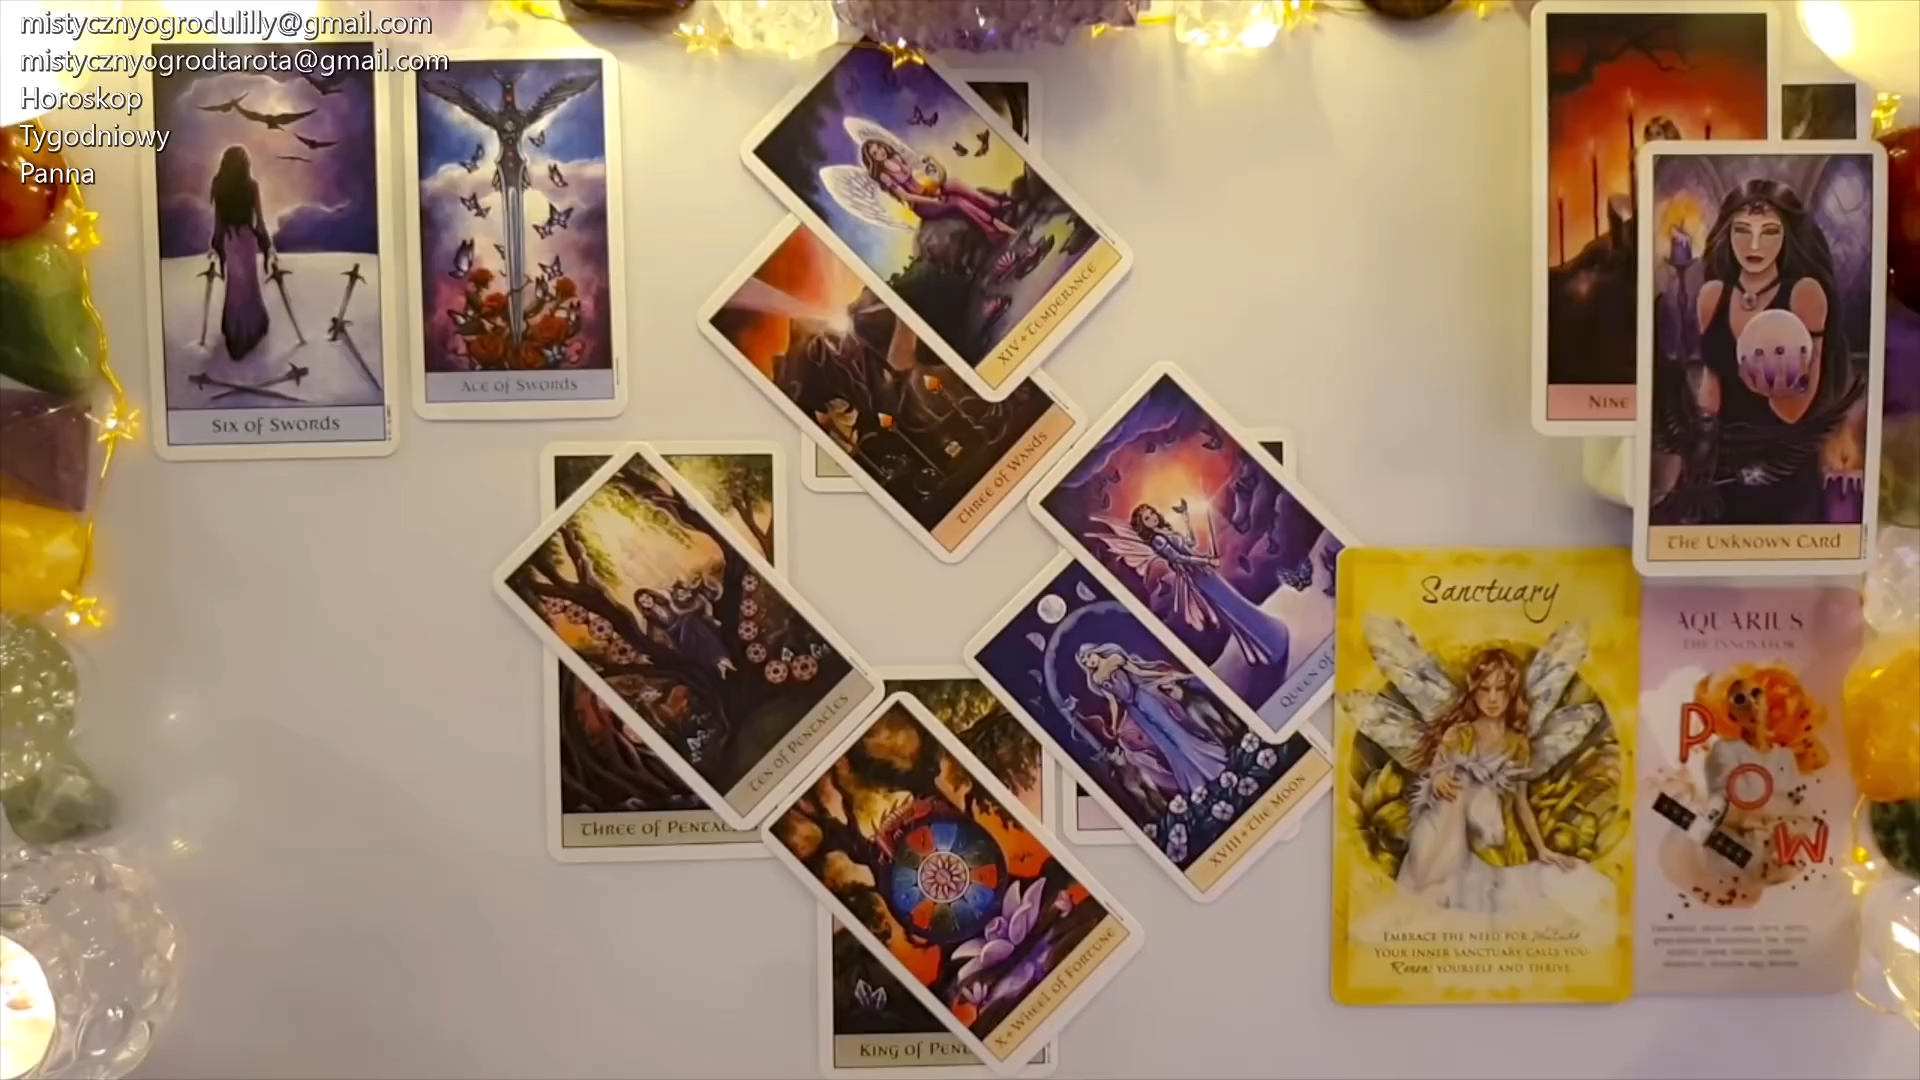 mistycznyogrodulilly@gmail.com
mistycznyogrodtarota@gmail.com
Horoskop
Tygodniowy
Panna
Six of Swords
Ace of Swords
XIV + Temperance
Three of Wands
Nine
The Unknown Card
Queen of
XVIII + The Moon
Ten of Pentacles
Three of
X + Wheel of Fortune
King of
Sanctuary
Embrace the need for
your inner sanctuary calls you
Renew yourself and thrive
AQUARIUS
THE INNOVATOR
POW